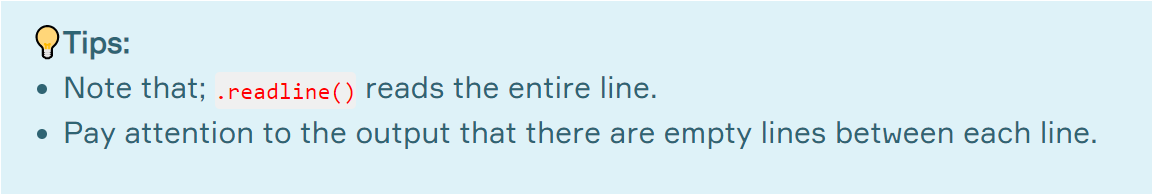 💡Tips:
• Note that; .readline() reads the entire line.
• Pay attention to the output that there are empty lines between each line.